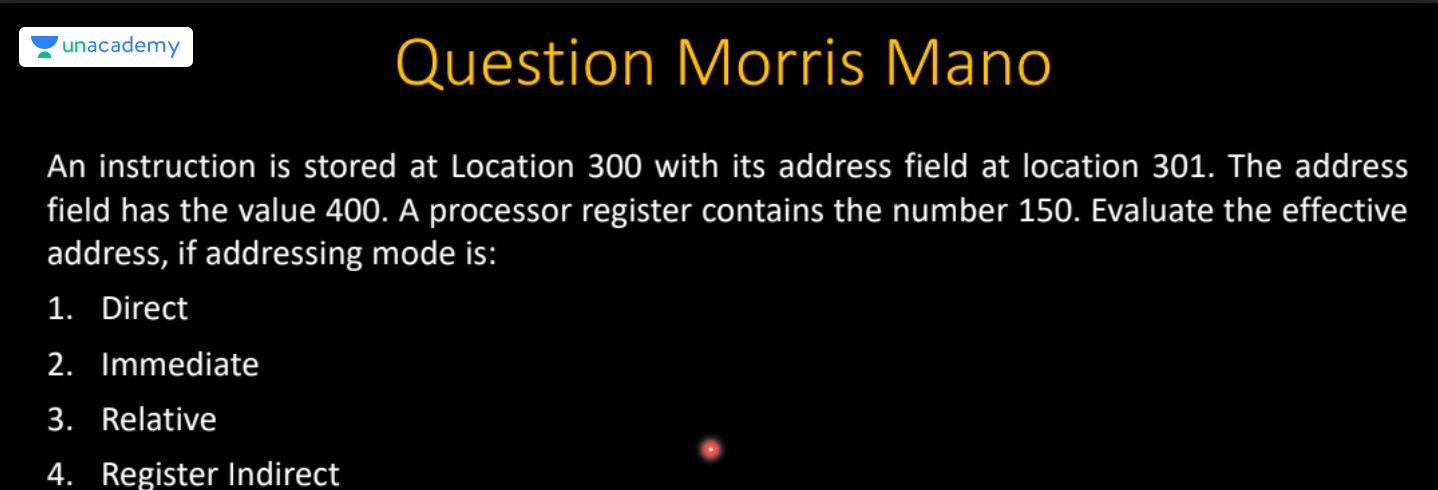 unacademy
Question Morris Mano
An instruction is stored at Location 300 with its address field at location 301. The address
field has the value 400. A processor register contains the number 150. Evaluate the effective
address, if addressing mode is:
1. Direct
2. Immediate
3. Relative
4. Register Indirect